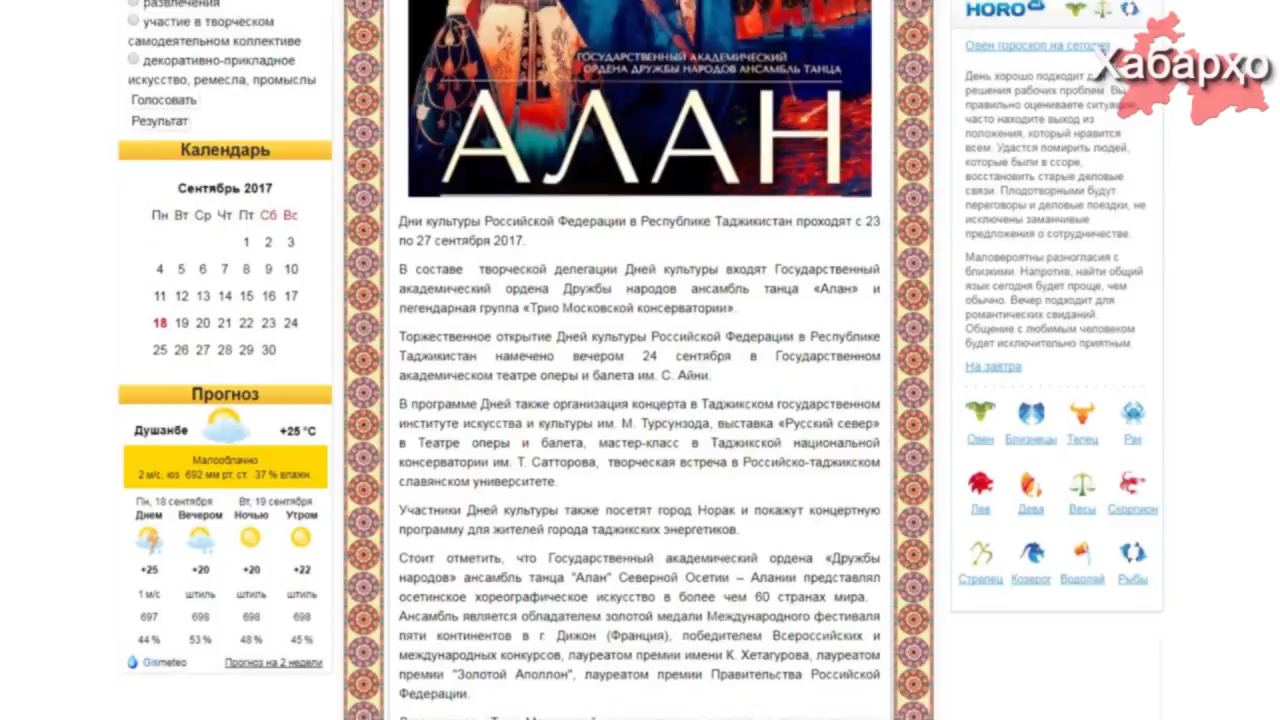 развлечения
участие в творческом
самодеятельном коллективе
декоративно-прикладное
искусство, ремесла, промыслы
Голосовать
Результат
Календарь
Сентябрь 2017
Пн Вт Ср Чт Пт Сб Вс
1 2 3
4 5 6 7 8 9 10
11 12 13 14 15 16 17
18 19 20 21 22 23 24
25 26 27 28 29 30
Прогноз
Душанбе +25 °C
Малооблачно
2 м/с, юз 692 мм рт. ст. 37 % влажн.
Пн, 18 сентября Вт, 19 сентября
Днем Вечером Ночью Утром
+25 +20 +20 +22
1 м/с штиль штиль штиль
697 698 698 698
44 % 53 % 48 % 45 %
Gismeteo Прогноз на 2 недели
ГОСУДАРСТВЕННЫЙ АКАДЕМИЧЕСКИЙ
ОРДЕНА ДРУЖБЫ НАРОДОВ АНСАМБЛЬ ТАНЦА
АЛАН
Дни культуры Российской Федерации в Республике Таджикистан проходят с 23
по 27 сентября 2017.
В составе творческой делегации Дней культуры входят Государственный
академический ордена Дружбы народов ансамбль танца «Алан» и
легендарная группа «Трио Московской консерватории».
Торжественное открытие Дней культуры Российской Федерации в Республике
Таджикистан намечено вечером 24 сентября в Государственном
академическом театре оперы и балета им. С. Айни.
В программе Дней также организация концерта в Таджикском государственном
институте искусства и культуры им. М. Турсунзода, выставка «Русский север»
в Театре оперы и балета, мастер-класс в Таджикской национальной
консерватории им. Т. Сатторова, творческая встреча в Российско-таджикском
славянском университете.
Участники Дней культуры также посетят город Норак и покажут концертную
программу для жителей города таджикских энергетиков.
Стоит отметить, что Государственный академический ордена «Дружбы
народов» ансамбль танца "Алан" Северной Осетии – Алании представлял
осетинское хореографическое искусство в более чем 60 странах мира.
Ансамбль является обладателем золотой медали Международного фестиваля
пяти континентов в г. Дижон (Франция), победителем Всероссийских и
международных конкурсов, лауреатом премии имени К. Хетагурова, лауреатом
премии "Золотой Аполлон", лауреатом премии Правительства Российской
Федерации.
HORO
Хабарҳо
Овен гороскоп на сегодня
День хорошо подходит
решения рабочих проблем. Вы
правильно оцениваете
часто находите выход из
положения, который нравится
всем. Удастся помирить людей,
которые были в ссоре,
восстановить старые деловые
связи. Плодотворными будут
переговоры и деловые поездки, не
исключены заманчивые
предложения о сотрудничестве.
Маловероятны разногласия с
близкими. Напротив, найти общий
язык сегодня будет проще, чем
обычно. Вечер подходит для
романтических свиданий.
Общение с любимым человеком
будет исключительно приятным.
На завтра
Овен Близнецы Телец Рак
Лев Дева Весы Скорпион
Стрелец Козерог Водолей Рыбы